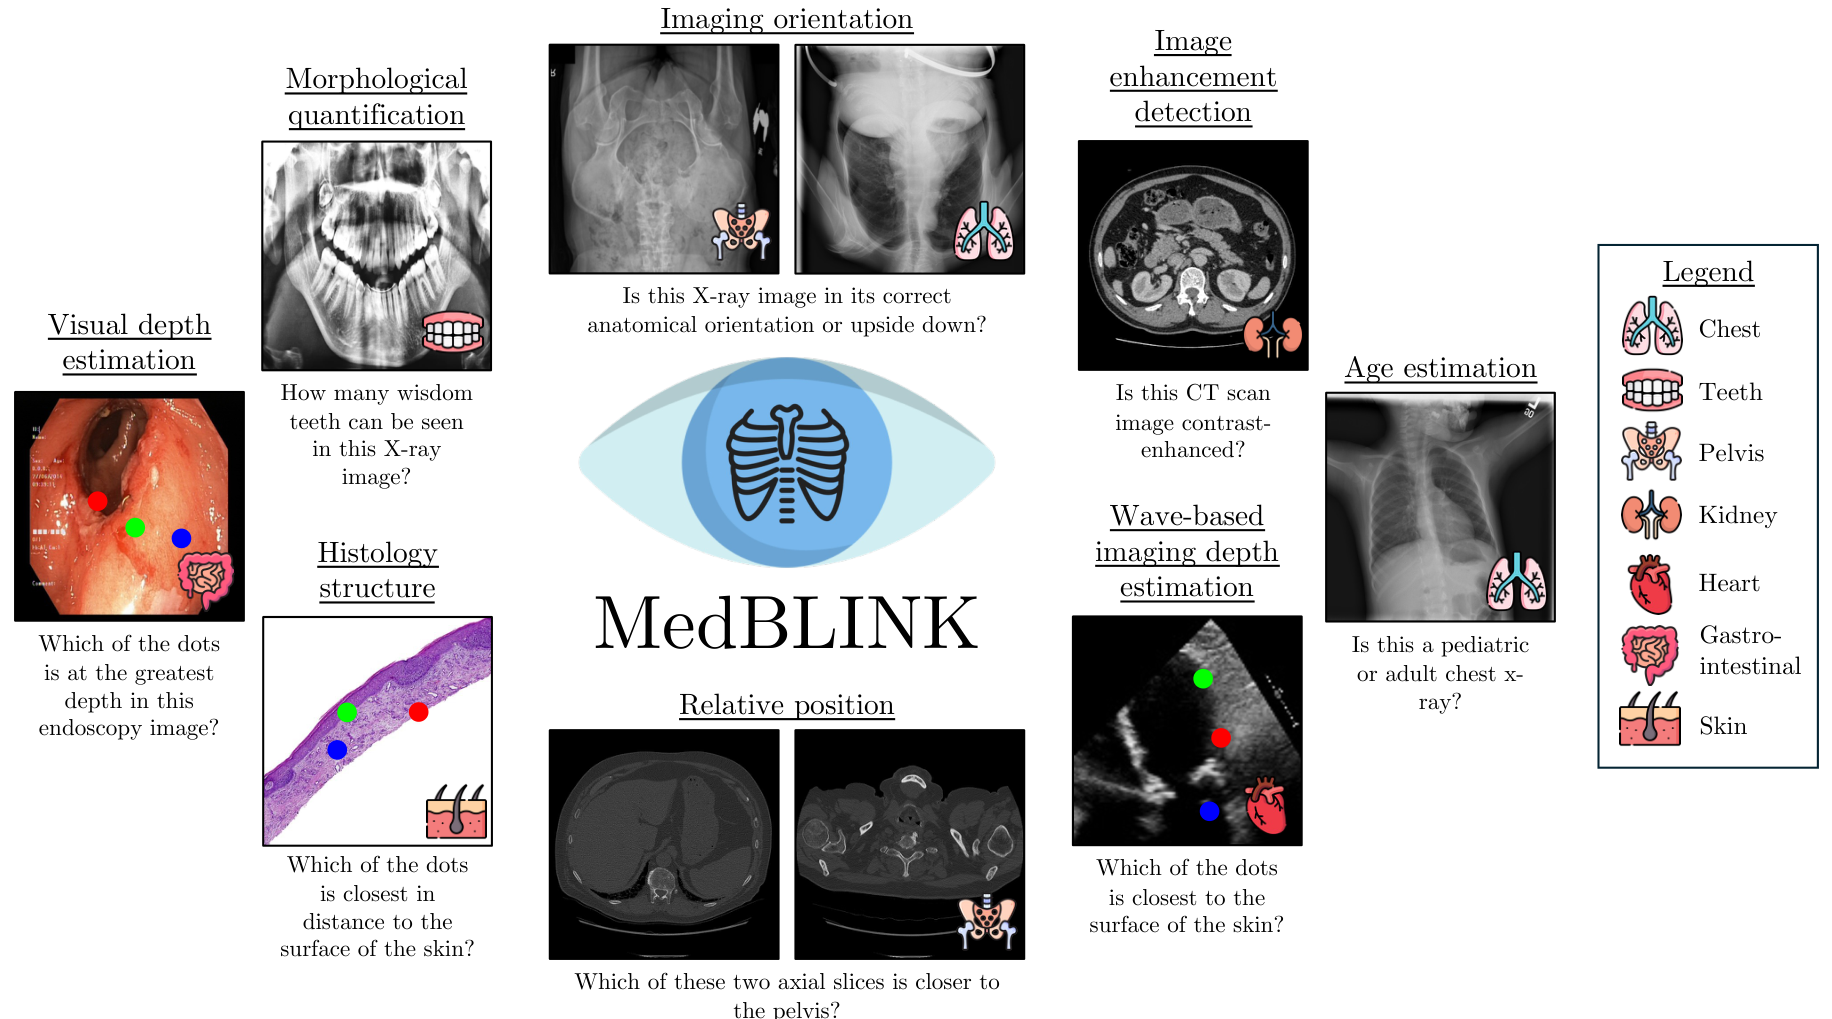 Imaging orientation
R
Is this X-ray image in its correct
anatomical orientation or upside down?
Morphological
quantification
How many wisdom
teeth can be seen
in this X-ray
image?
Image
enhancement
detection
Is this CT scan
image contrast-
enhanced?
Visual depth
estimation
Which of the dots
is at the greatest
depth in this
endoscopy image?
Age estimation
Is this a pediatric
or adult chest x-
ray?
Histology
structure
Which of the dots
is closest in
distance to the
surface of the skin?
MedBLINK
Wave-based
imaging depth
estimation
Which of the dots
is closest to the
surface of the skin?
Relative position
Which of these two axial slices is closer to
the pelvis?
Legend
Chest
Teeth
Pelvis
Kidney
Heart
Gastro-
intestinal
Skin